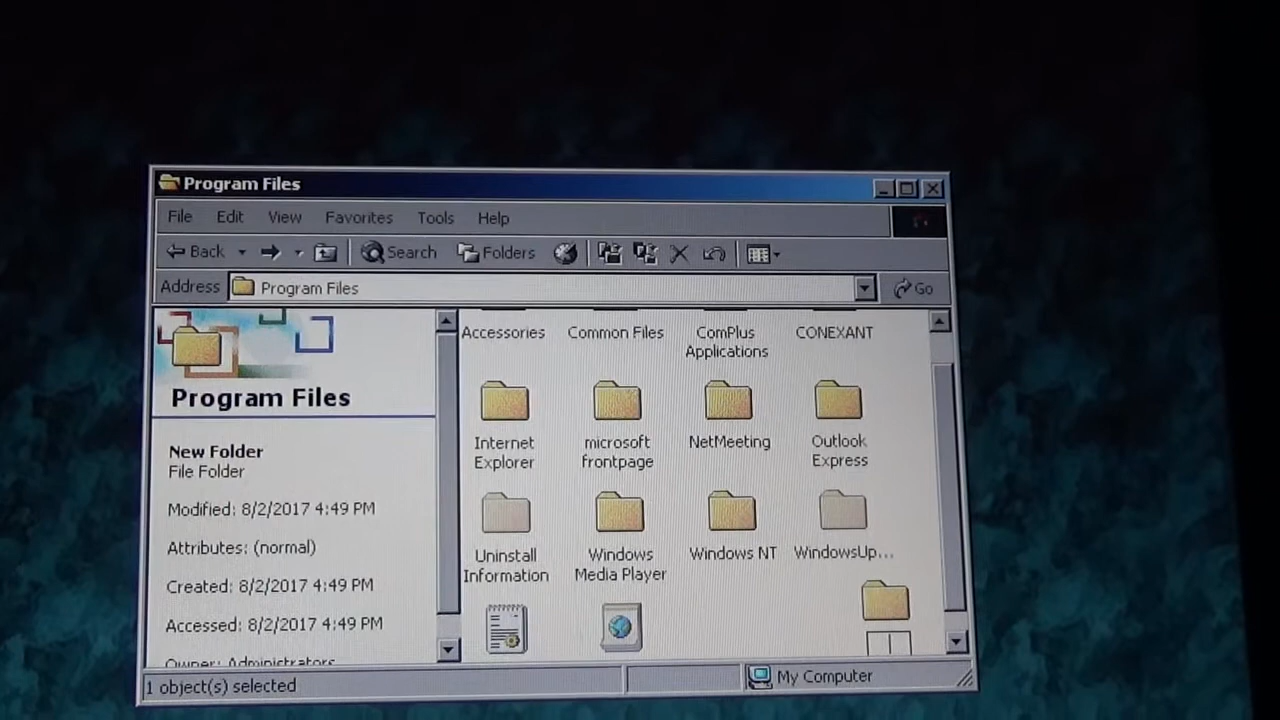 Program Files
File Edit View Favorites Tools Help
Back Search Folders
Address Program Files Go
Program Files
New Folder
File Folder
Modified: 8/2/2017 4:49 PM
Attributes: (normal)
Created: 8/2/2017 4:49 PM
Accessed: 8/2/2017 4:49 PM
Owner: Administrators
Accessories Common Files ComPlus Applications CONEXANT
Internet Explorer microsoft frontpage NetMeeting Outlook Express
Uninstall Information Windows Media Player Windows NT WindowsUp...
1 object(s) selected My Computer